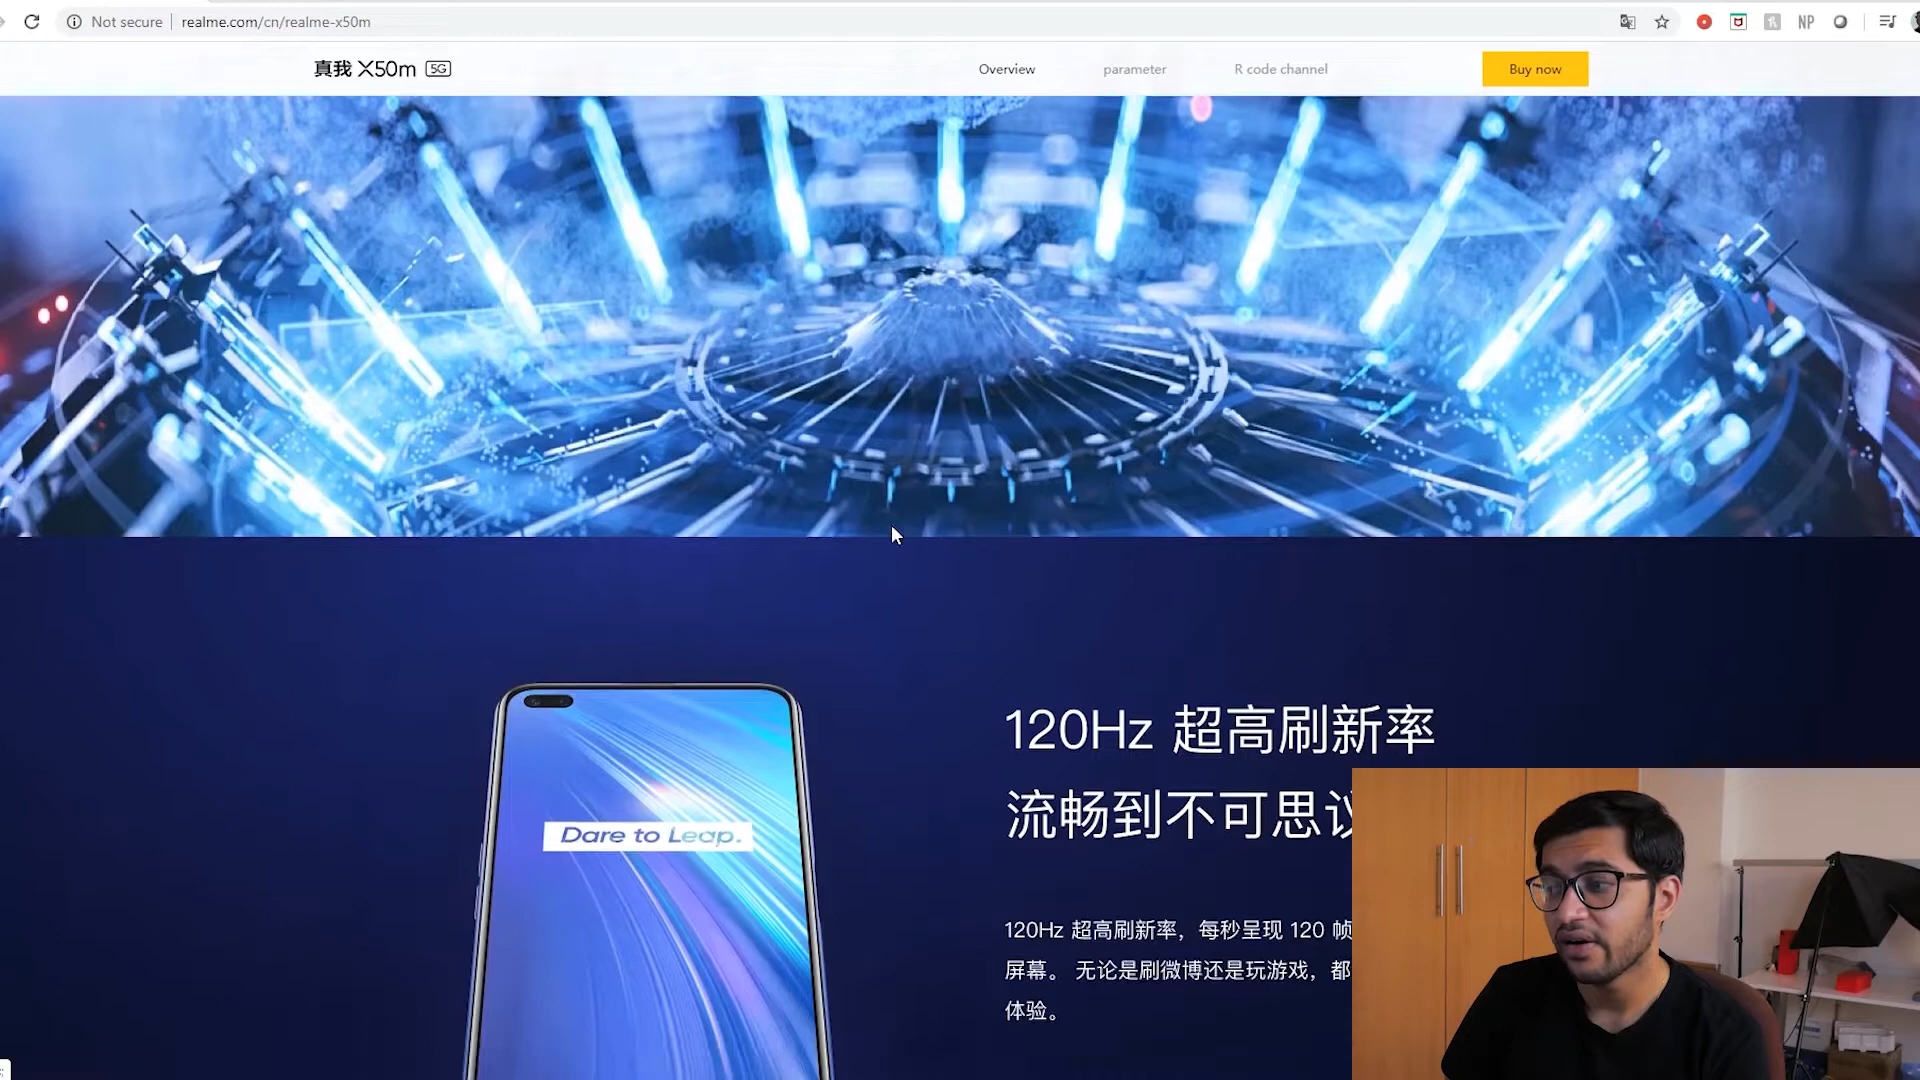 Not secure realme.com/cn/realme-x50m
NP
真我 X50m 5G
Overview parameter R code channel Buy now
Dare to Leap.
120Hz 超高刷新率
流畅到不可思
120Hz 超高刷新率，每秒呈现 120 帧
屏幕。 无论是刷微博还是玩游戏，都
体验。